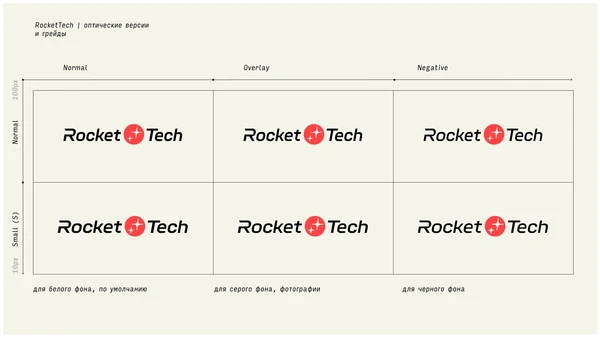 RocketTech | оптические версии
и грейды
Normal
Overlay
Negative
100px
Normal
Rocket Tech
Rocket Tech
Rocket Tech
Small (S)
10px
Rocket Tech
Rocket Tech
Rocket Tech
для белого фона, по умолчанию
для серого фона, фотографии
для черного фона